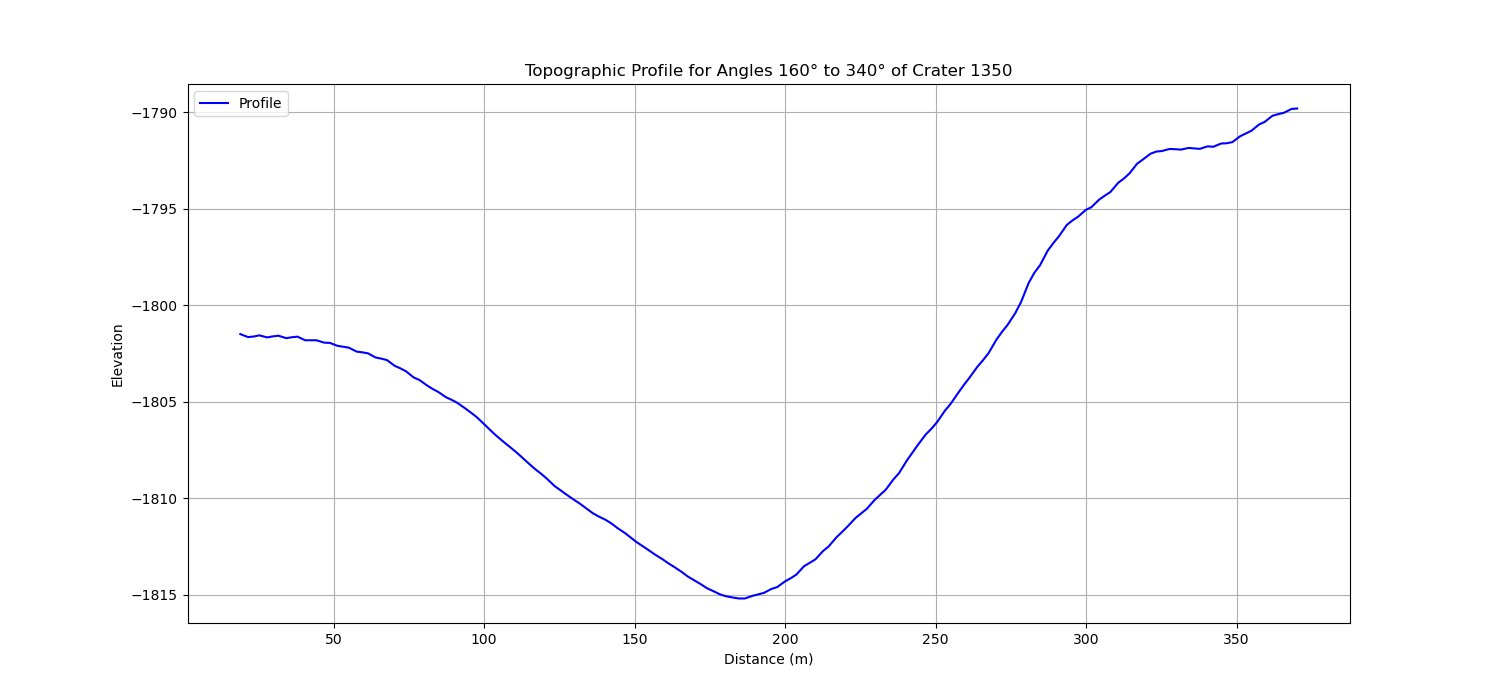 Topographic Profile for Angles 160° to 340° of Crater 1350
Profile
−1790
−1795
−1800
−1805
−1810
−1815
Elevation
50 100 150 200 250 300 350
Distance (m)